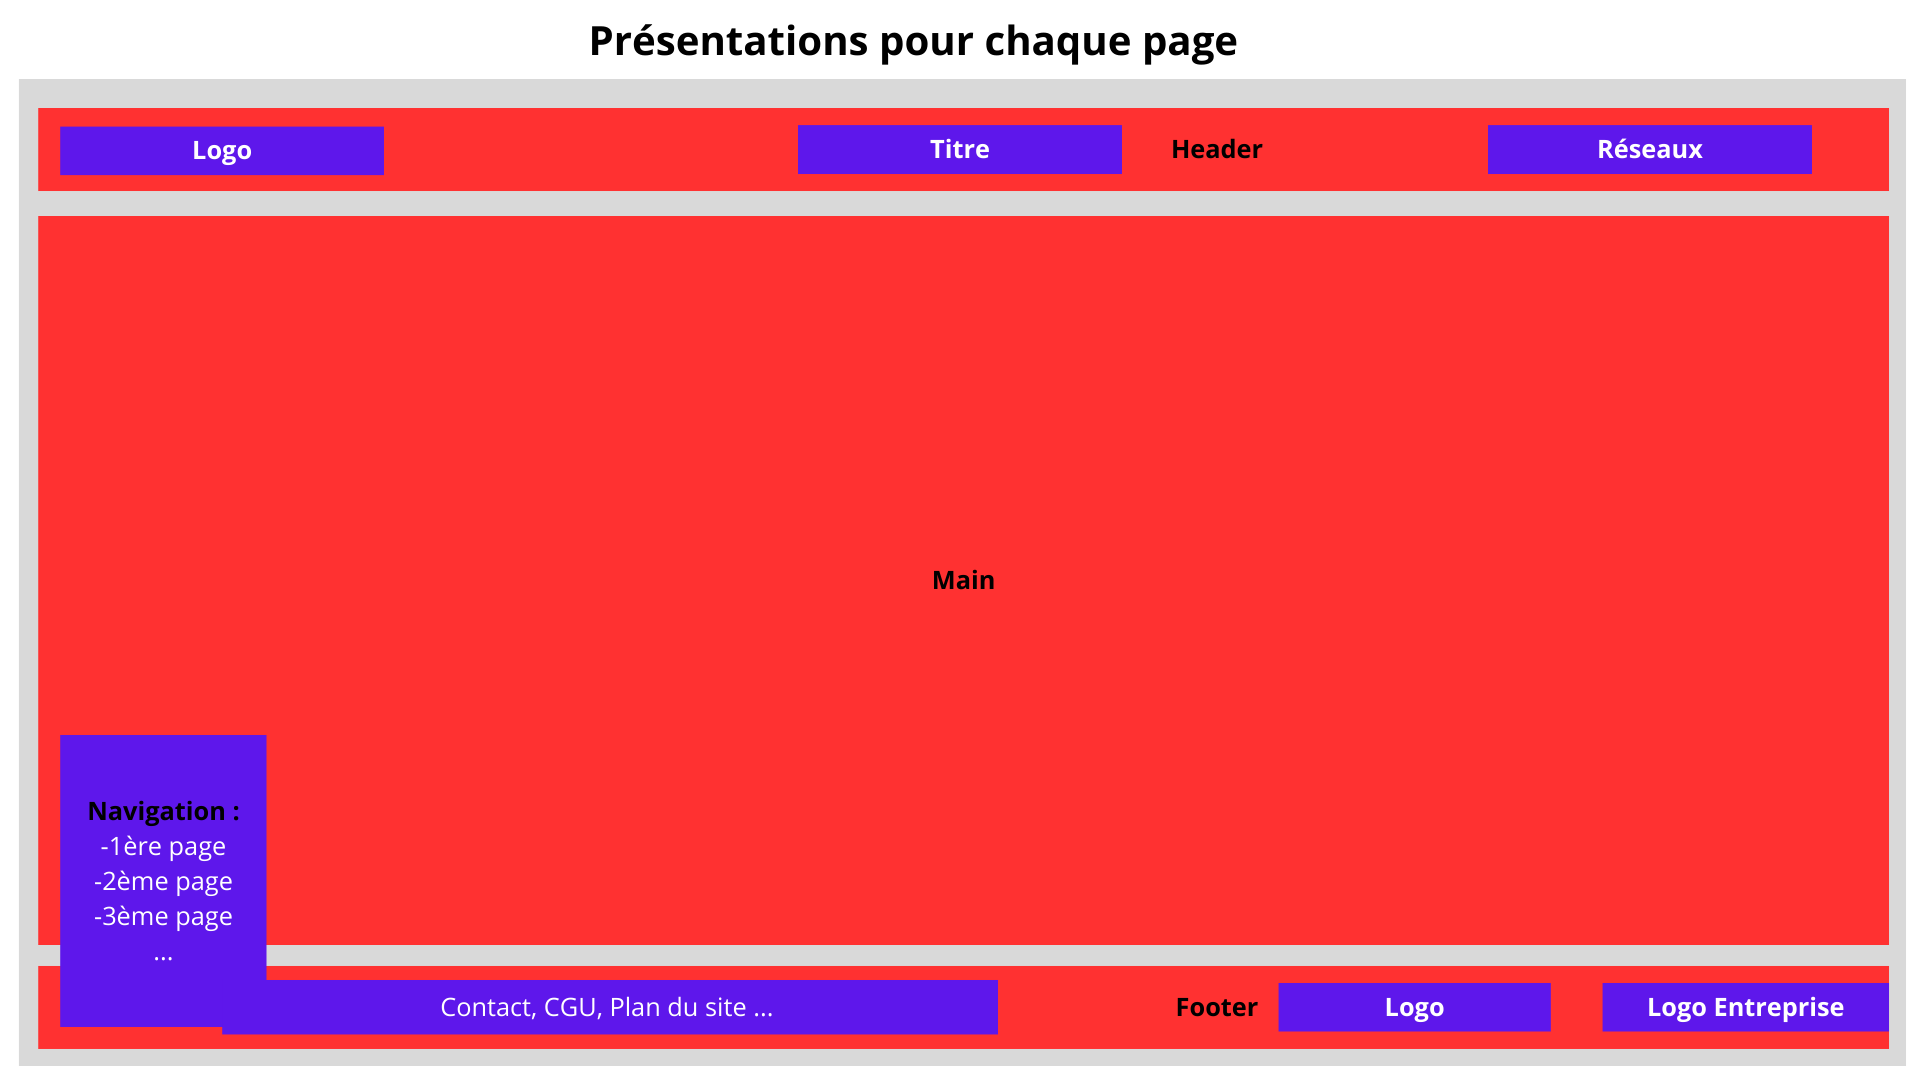 Présentations pour chaque page
Logo
Titre
Header
Réseaux
Main
Navigation :
-1ère page
-2ème page
-3ème page
...
Contact, CGU, Plan du site ...
Footer
Logo
Logo Entreprise